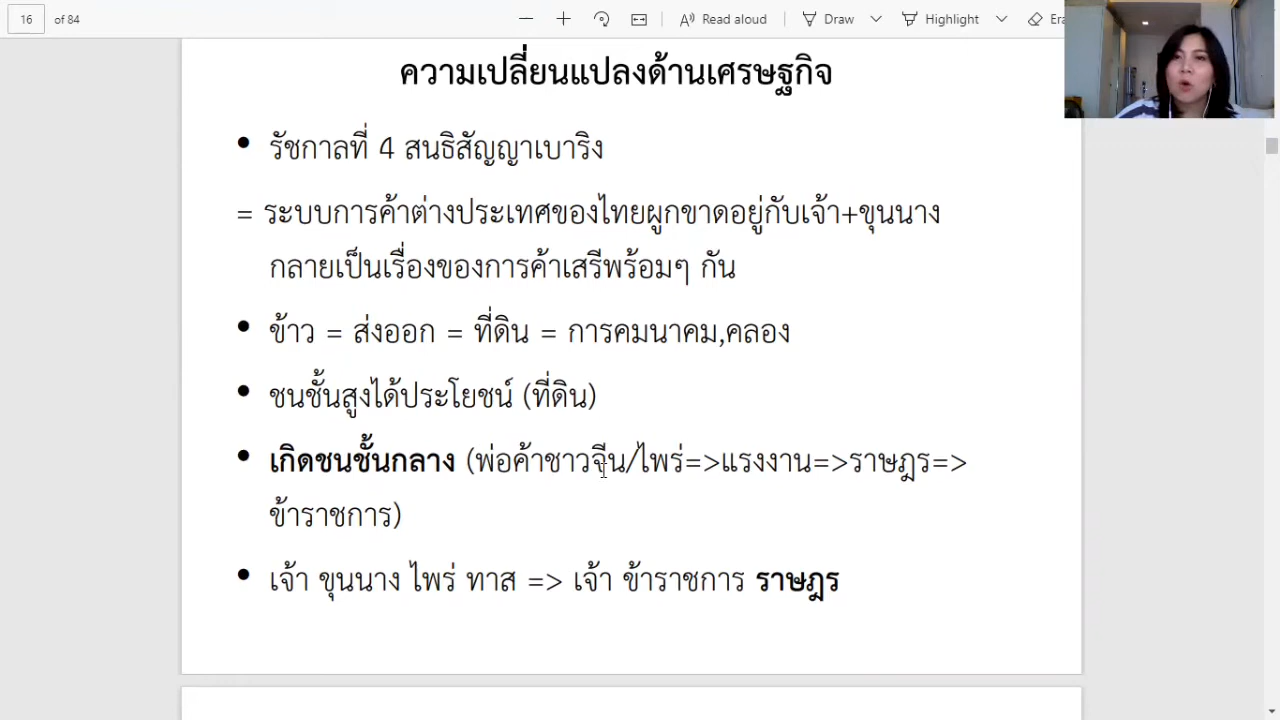 16 of 84 Read aloud Draw Highlight
ความเปลี่ยนแปลงด้านเศรษฐกิจ
• รัชกาลที่ 4 สนธิสัญญาเบาริง
= ระบบการค้าต่างประเทศของไทยผูกขาดอยู่กับเจ้า+ขุนนาง
กลายเป็นเรื่องของการค้าเสรีพร้อมๆ กัน
• ข้าว = ส่งออก = ที่ดิน = การคมนาคม,คลอง
• ชนชั้นสูงได้ประโยชน์ (ที่ดิน)
• เกิดชนชั้นกลาง (พ่อค้าชาวจีน/ไพร่=>แรงงาน=>ราษฎร=>
ข้าราชการ)
• เจ้า ขุนนาง ไพร่ ทาส => เจ้า ข้าราชการ ราษฎร